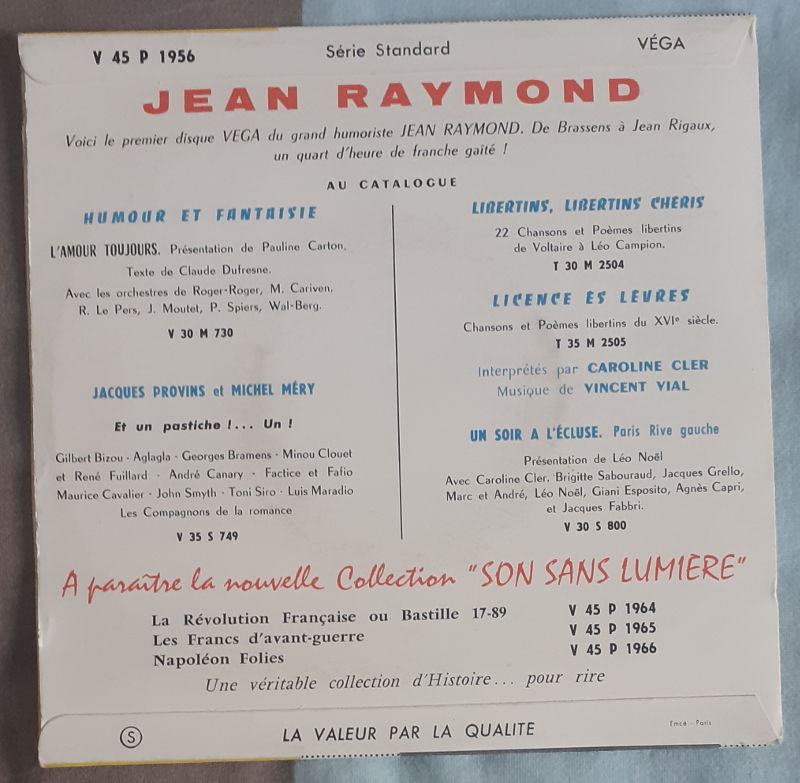 V 45 P 1956
Série Standard
VÉGA
JEAN RAYMOND
Voici le premier disque VEGA du grand humoriste JEAN RAYMOND. De Brassens à Jean Rigaux,
un quart d'heure de franche gaîté !
AU CATALOGUE
HUMOUR ET FANTAISIE
L'AMOUR TOUJOURS. Présentation de Pauline Carton.
Texte de Claude Dufresne.
Avec les orchestres de Roger-Roger, M. Cariven,
R. Le Pers, J. Moutet, P. Spiers, Wal-Berg.
V 30 M 730
JACQUES PROVINS et MICHEL MÉRY
Et un pastiche !... Un !
Gilbert Bizou · Aglagla · Georges Bramens · Minou Clouet
et René Fuillard · André Canary · Factice et Fafio
Maurice Cavalier · John Smyth · Toni Siro · Luis Maradio
Les Compagnons de la romance
V 35 S 749
LIBERTINS, LIBERTINS CHÉRIS
22 Chansons et Poèmes libertins
de Voltaire à Léo Campion.
T 30 M 2504
LICENCE ÈS LÈVRES
Chansons et Poèmes libertins du XVIe siècle.
T 35 M 2505
Interprétés par CAROLINE CLER
Musique de VINCENT VIAL
UN SOIR A L'ÉCLUSE. Paris Rive gauche
Présentation de Léo Noël
Avec Caroline Cler, Brigitte Sabouraud, Jacques Grello,
Marc et André, Léo Noël, Giani Esposito, Agnès Capri,
et Jacques Fabbri.
V 30 S 800
A paraître la nouvelle Collection "SON SANS LUMIÈRE"
La Révolution Française ou Bastille 17-89 V 45 P 1964
Les Francs d'avant-guerre V 45 P 1965
Napoléon Folies V 45 P 1966
Une véritable collection d'Histoire... pour rire
S
LA VALEUR PAR LA QUALITE
Emcé - Paris